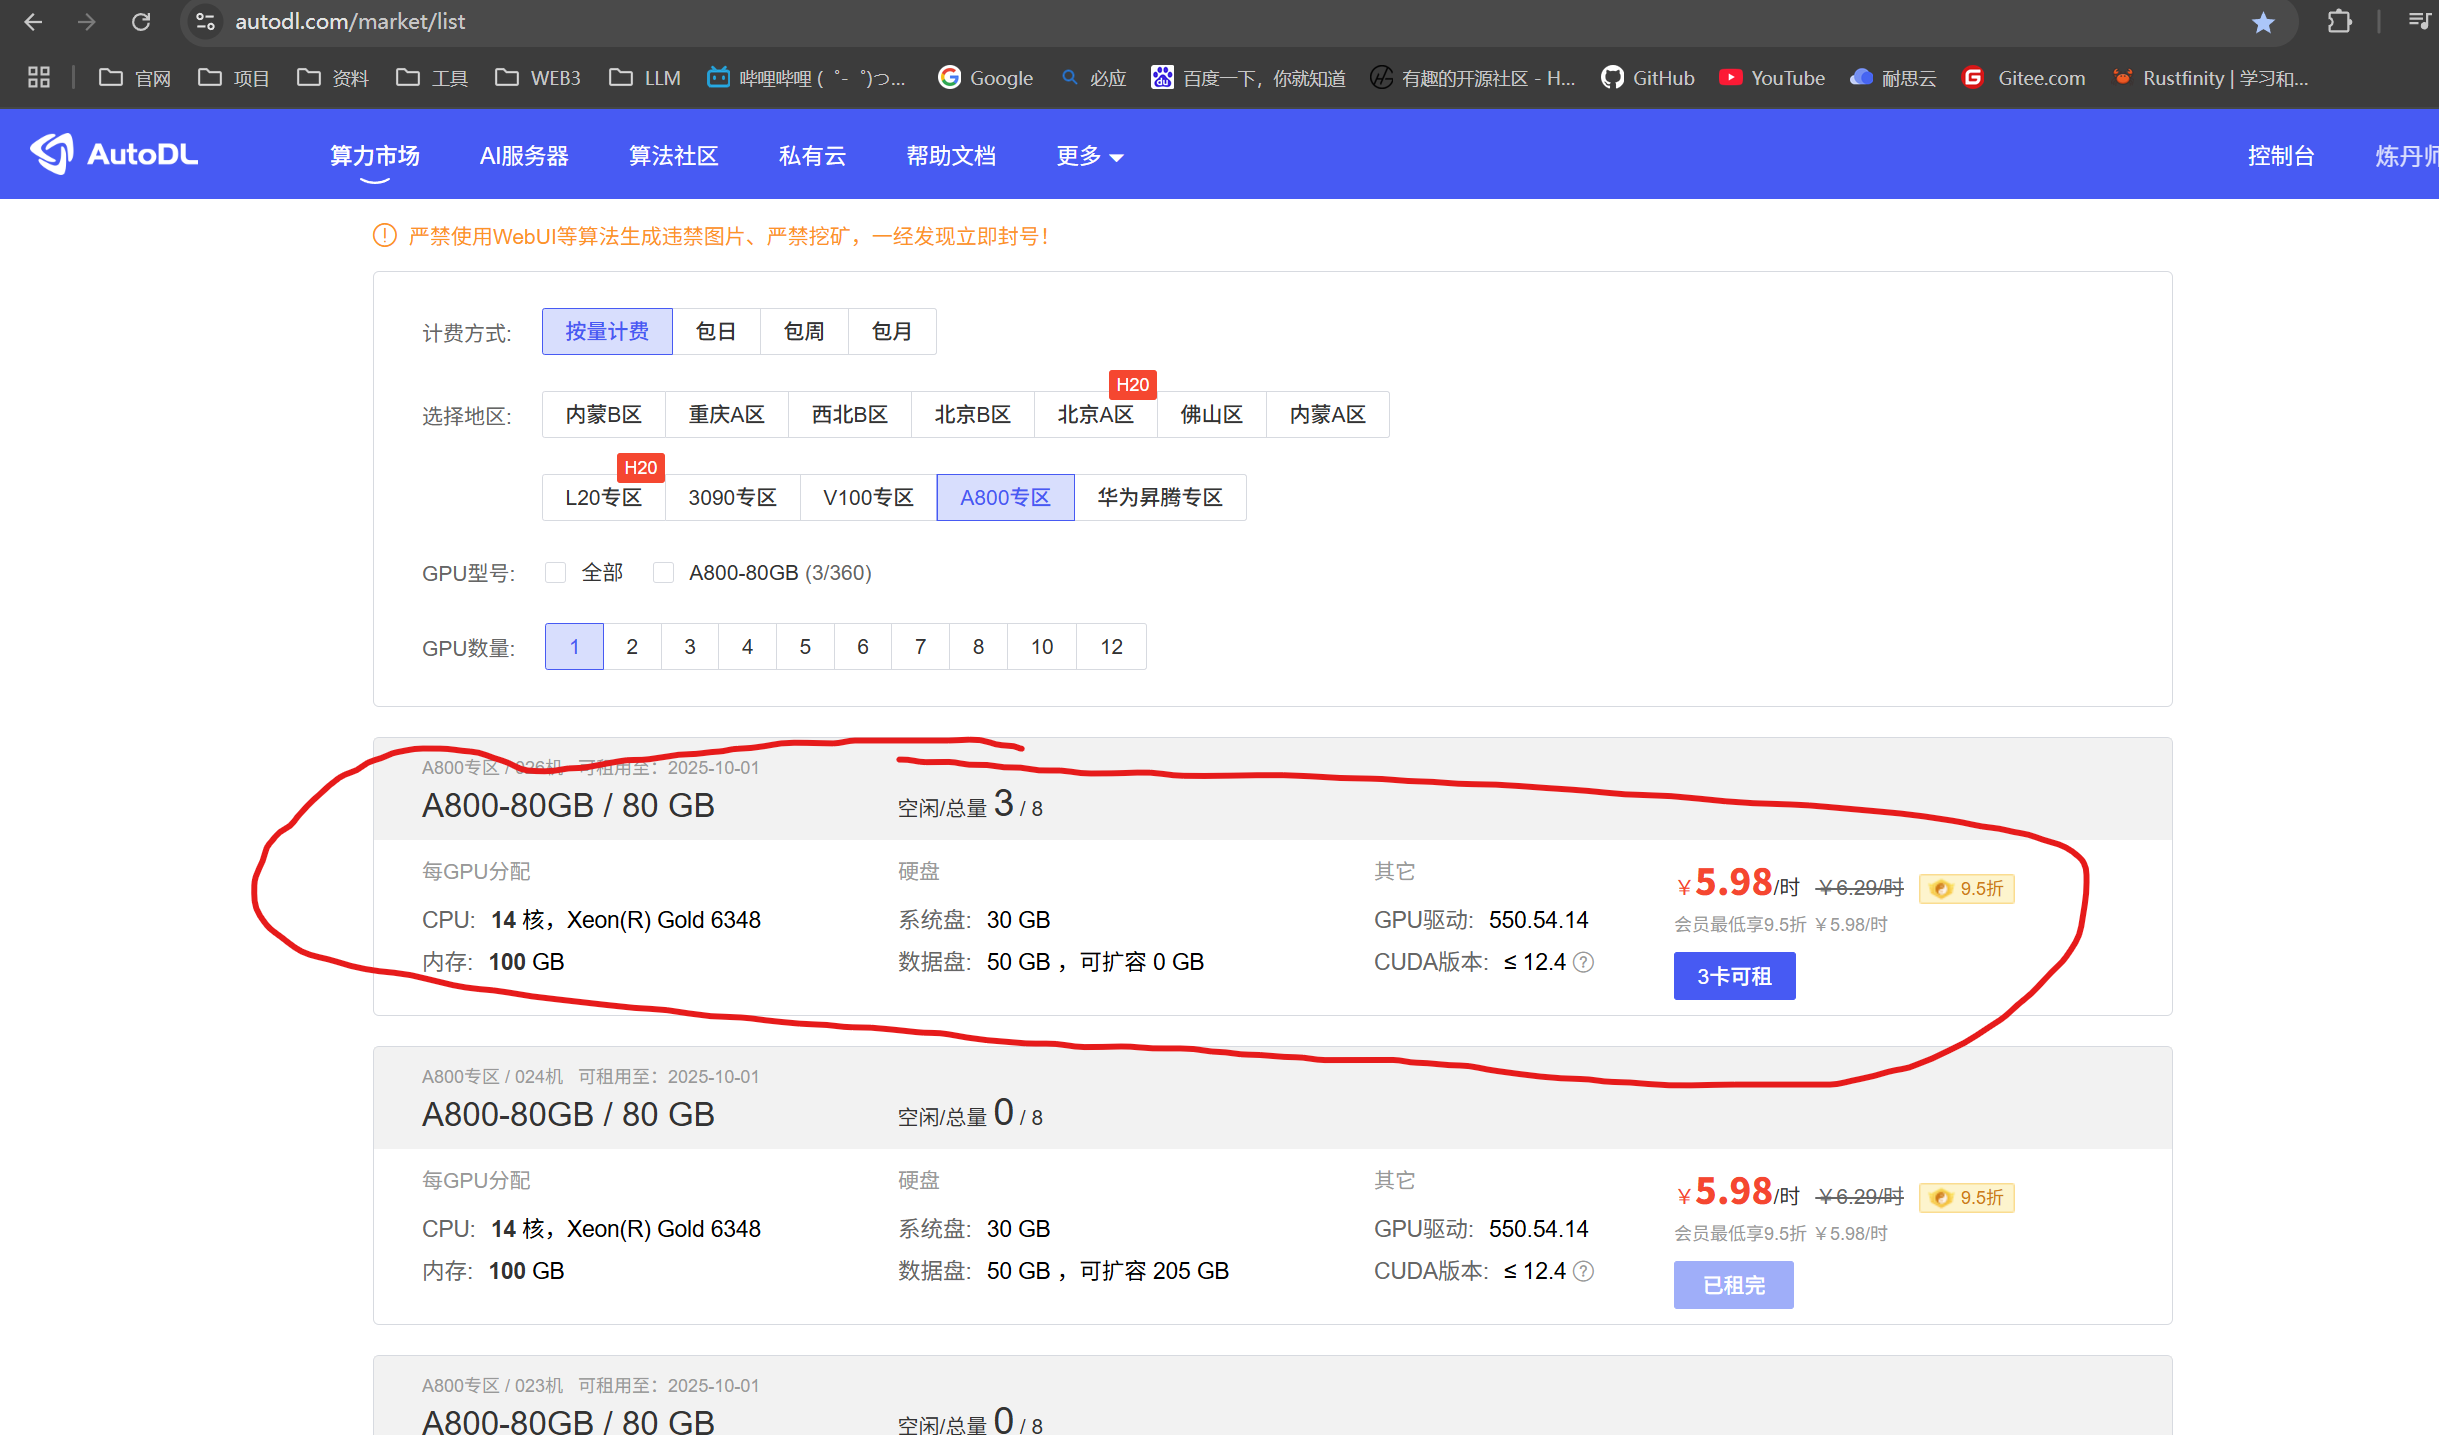 autodl.com/market/list
官网 项目 资料 工具 WEB3 LLM 哔哩哔哩 ( ゜- ゜)つ... Google 必应 百度一下，你就知道 有趣的开源社区 - H... GitHub YouTube 耐思云 Gitee.com Rustfinity | 学习和...
AutoDL 算力市场 AI服务器 算法社区 私有云 帮助文档 更多 控制台 炼丹师
严禁使用WebUI等算法生成违禁图片、严禁挖矿，一经发现立即封号！
计费方式: 按量计费 包日 包周 包月
H20
选择地区: 内蒙B区 重庆A区 西北B区 北京B区 北京A区 佛山区 内蒙A区
H20
L20专区 3090专区 V100专区 A800专区 华为昇腾专区
GPU型号: 全部 A800-80GB (3/360)
GPU数量: 1 2 3 4 5 6 7 8 10 12
A800专区 / 026机 可租用至：2025-10-01
A800-80GB / 80 GB 空闲/总量 3 / 8
每GPU分配 硬盘 其它 ￥5.98/时 ￥6.29/时 9.5折
CPU: 14 核，Xeon(R) Gold 6348 系统盘: 30 GB GPU驱动: 550.54.14 会员最低享9.5折 ￥5.98/时
内存: 100 GB 数据盘: 50 GB ，可扩容 0 GB CUDA版本: ≤ 12.4 ? 3卡可租
A800专区 / 024机 可租用至：2025-10-01
A800-80GB / 80 GB 空闲/总量 0 / 8
每GPU分配 硬盘 其它 ￥5.98/时 ￥6.29/时 9.5折
CPU: 14 核，Xeon(R) Gold 6348 系统盘: 30 GB GPU驱动: 550.54.14 会员最低享9.5折 ￥5.98/时
内存: 100 GB 数据盘: 50 GB ，可扩容 205 GB CUDA版本: ≤ 12.4 ? 已租完
A800专区 / 023机 可租用至：2025-10-01
A800-80GB / 80 GB 空闲/总量 0 / 8